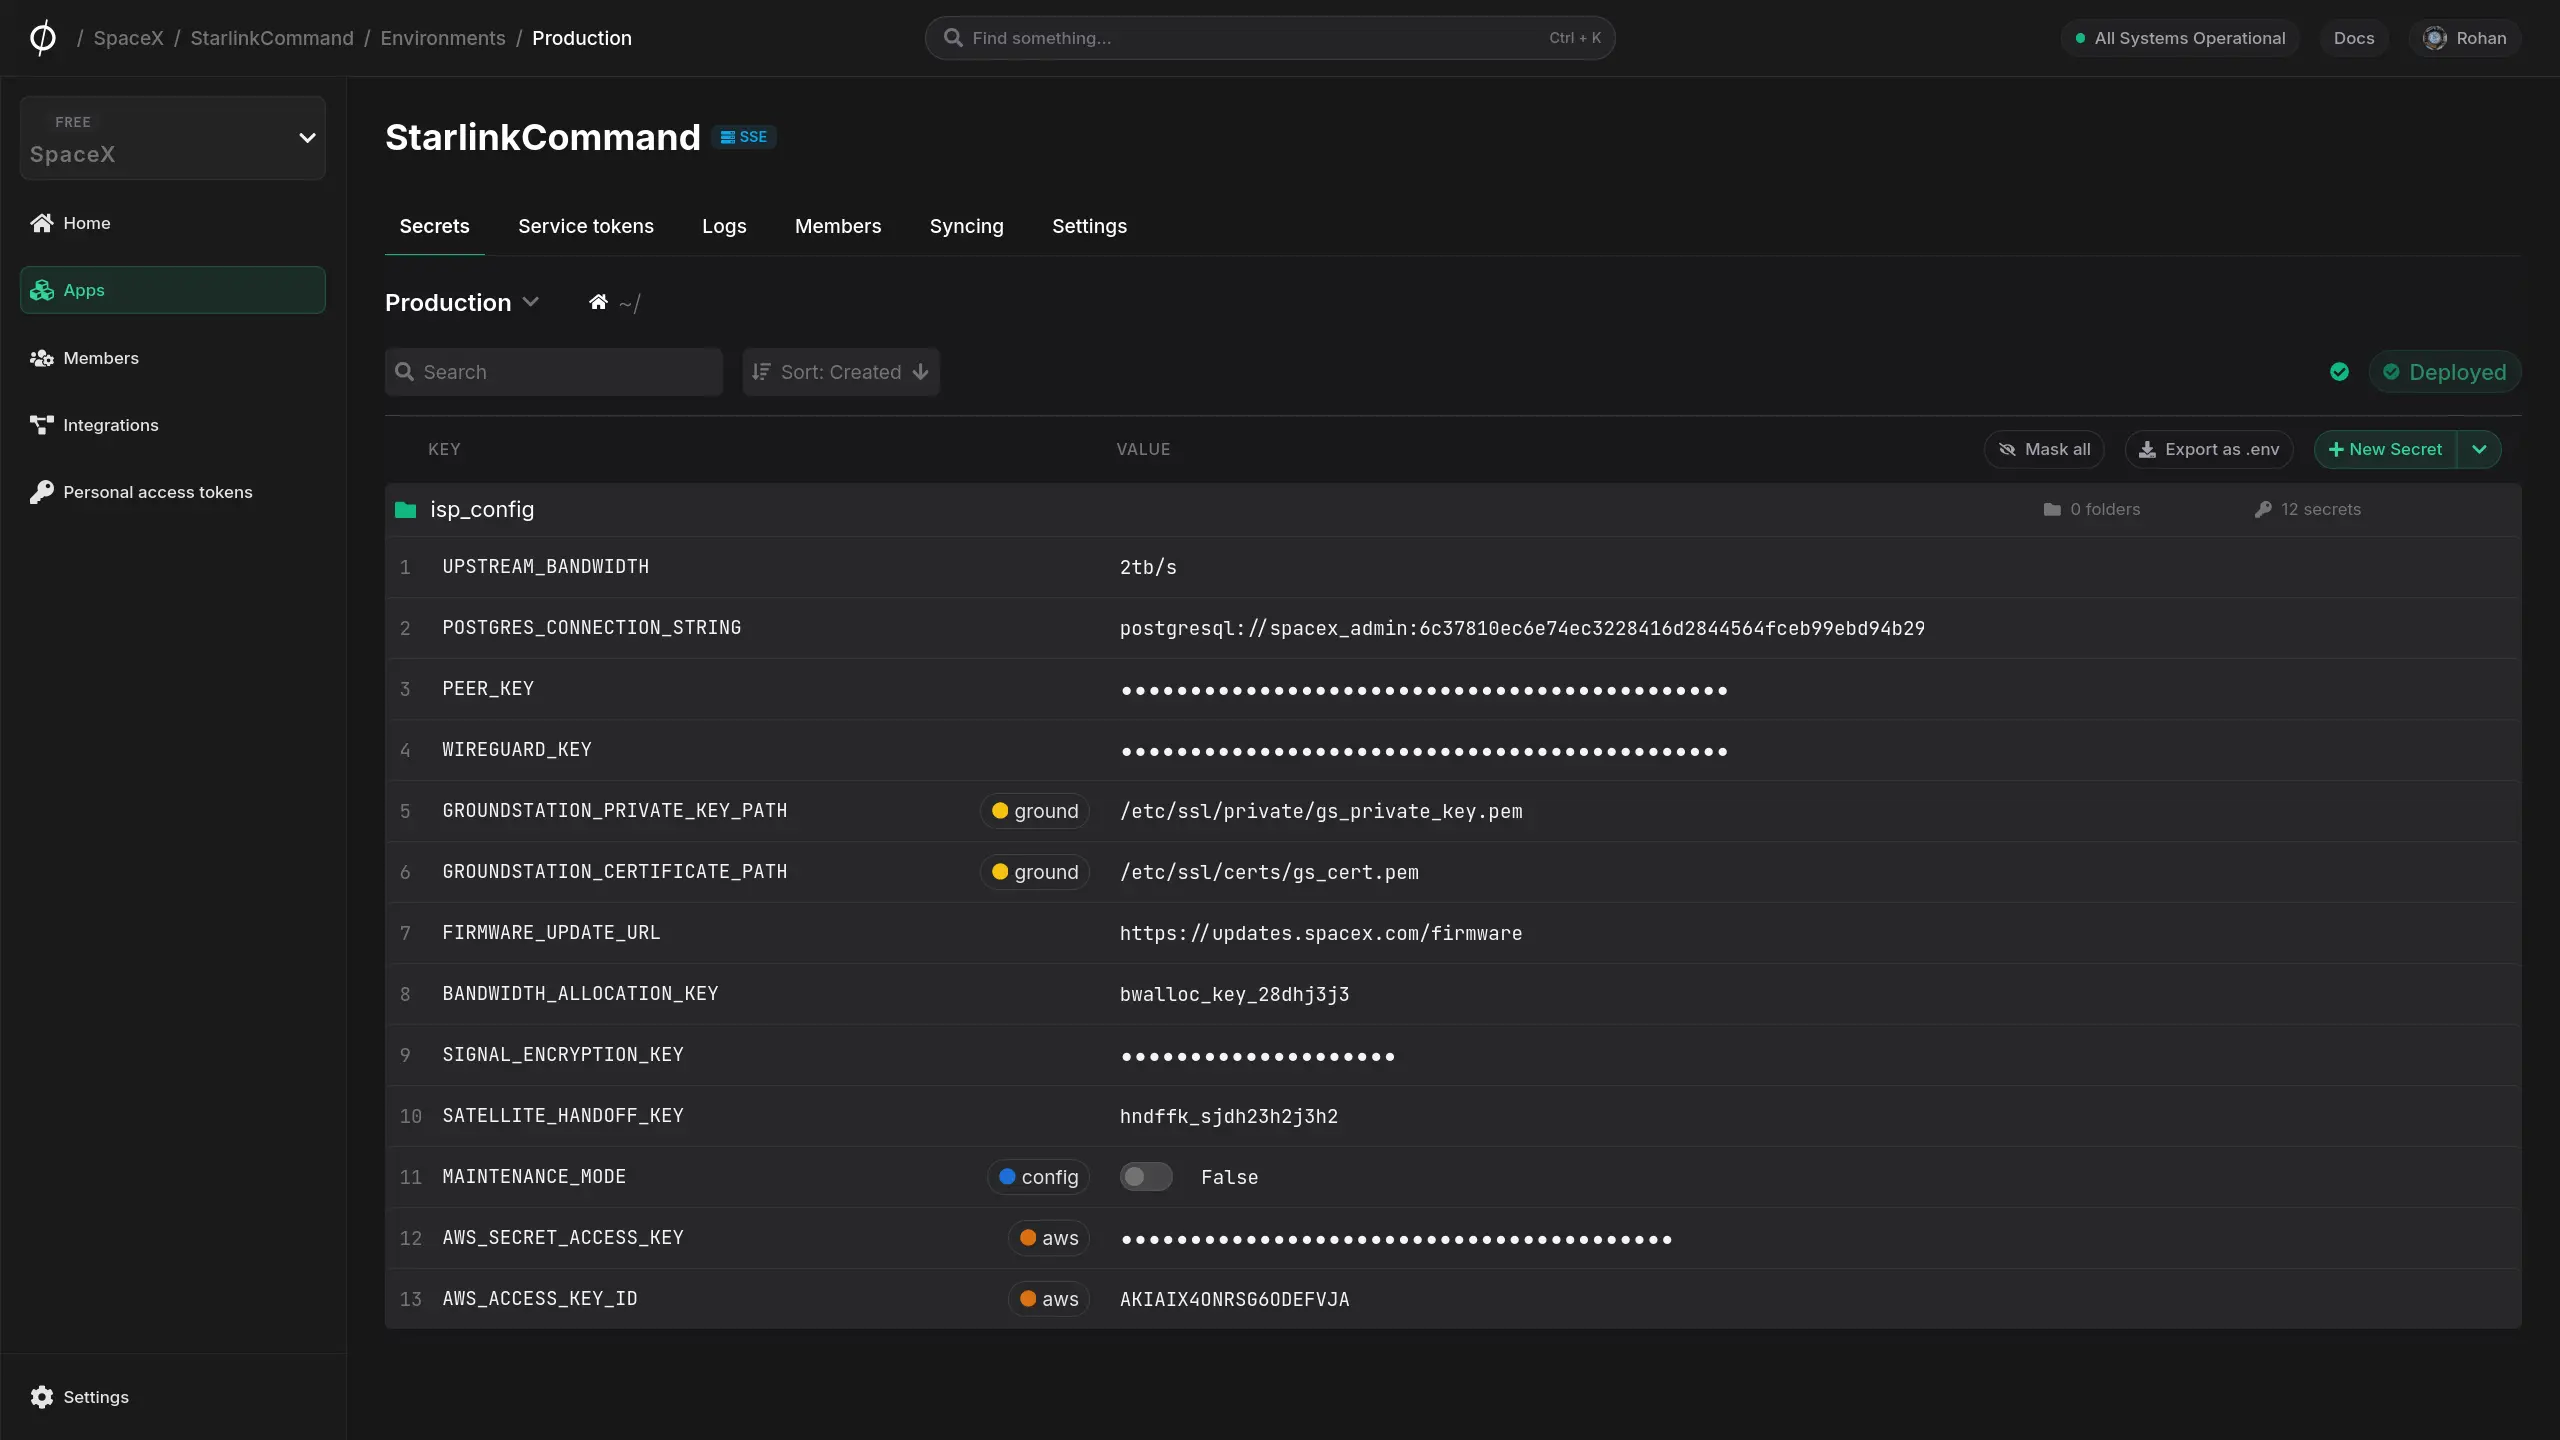 / SpaceX / StarlinkCommand / Environments / Production
Find something...
Ctrl + K
All Systems Operational
Docs
Rohan
FREE
SpaceX
Home
Apps
Members
Integrations
Personal access tokens
Settings
StarlinkCommand
SSE
Secrets
Service tokens
Logs
Members
Syncing
Settings
Production
~/
Search
Sort: Created
Deployed
KEY
VALUE
Mask all
Export as .env
New Secret
isp_config
0 folders
12 secrets
1 UPSTREAM_BANDWIDTH 2tb/s
2 POSTGRES_CONNECTION_STRING postgresql://spacex_admin:6c37810ec6e74ec3228416d2844564fceb99ebd94b29
3 PEER_KEY
4 WIREGUARD_KEY
5 GROUNDSTATION_PRIVATE_KEY_PATH ground /etc/ssl/private/gs_private_key.pem
6 GROUNDSTATION_CERTIFICATE_PATH ground /etc/ssl/certs/gs_cert.pem
7 FIRMWARE_UPDATE_URL https://updates.spacex.com/firmware
8 BANDWIDTH_ALLOCATION_KEY bwalloc_key_28dhj3j3
9 SIGNAL_ENCRYPTION_KEY
10 SATELLITE_HANDOFF_KEY hndffk_sjdh23h2j3h2
11 MAINTENANCE_MODE config False
12 AWS_SECRET_ACCESS_KEY aws
13 AWS_ACCESS_KEY_ID aws AKIAIX4ONRSG6ODEFVJA